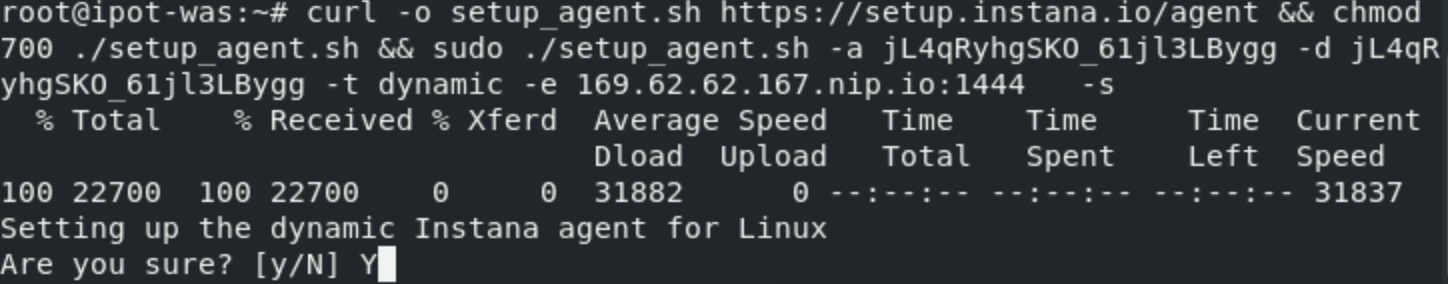 root@ipot-was:~# curl -o setup_agent.sh https://setup.instana.io/agent && chmod
700 ./setup_agent.sh && sudo ./setup_agent.sh -a jL4qRyhgSKO_61jl3LBygg -d jL4qR
yhgSKO_61jl3LBygg -t dynamic -e 169.62.62.167.nip.io:1444   -s
  % Total    % Received % Xferd  Average Speed   Time    Time     Time  Current
                                 Dload  Upload   Total   Spent    Left  Speed
100 22700  100 22700    0     0  31882      0 --:--:-- --:--:-- --:--:-- 31837
Setting up the dynamic Instana agent for Linux
Are you sure? [y/N] Y